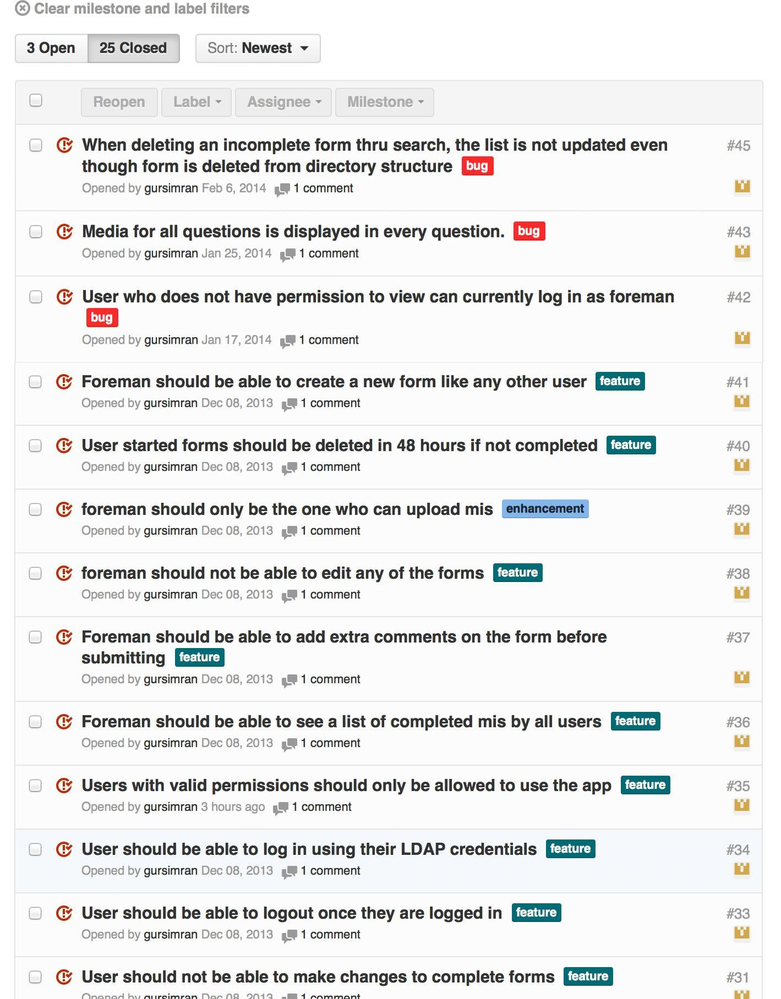 Clear milestone and label filters
3 Open 25 Closed Sort: Newest
Reopen Label Assignee Milestone
When deleting an incomplete form thru search, the list is not updated even #45
though form is deleted from directory structure bug
Opened by gursimran Feb 6, 2014 1 comment
Media for all questions is displayed in every question. bug #43
Opened by gursimran Jan 25, 2014 1 comment
User who does not have permission to view can currently log in as foreman #42
bug
Opened by gursimran Jan 17, 2014 1 comment
Foreman should be able to create a new form like any other user feature #41
Opened by gursimran Dec 08, 2013 1 comment
User started forms should be deleted in 48 hours if not completed feature #40
Opened by gursimran Dec 08, 2013 1 comment
foreman should only be the one who can upload mis enhancement #39
Opened by gursimran Dec 08, 2013 1 comment
foreman should not be able to edit any of the forms feature #38
Opened by gursimran Dec 08, 2013 1 comment
Foreman should be able to add extra comments on the form before #37
submitting feature
Opened by gursimran Dec 08, 2013 1 comment
Foreman should be able to see a list of completed mis by all users feature #36
Opened by gursimran Dec 08, 2013 1 comment
Users with valid permissions should only be allowed to use the app feature #35
Opened by gursimran 3 hours ago 1 comment
User should be able to log in using their LDAP credentials feature #34
Opened by gursimran Dec 08, 2013 1 comment
User should be able to logout once they are logged in feature #33
Opened by gursimran Dec 08, 2013 1 comment
User should not be able to make changes to complete forms feature #31
Opened by gursimran Dec 08, 2013 1 comment